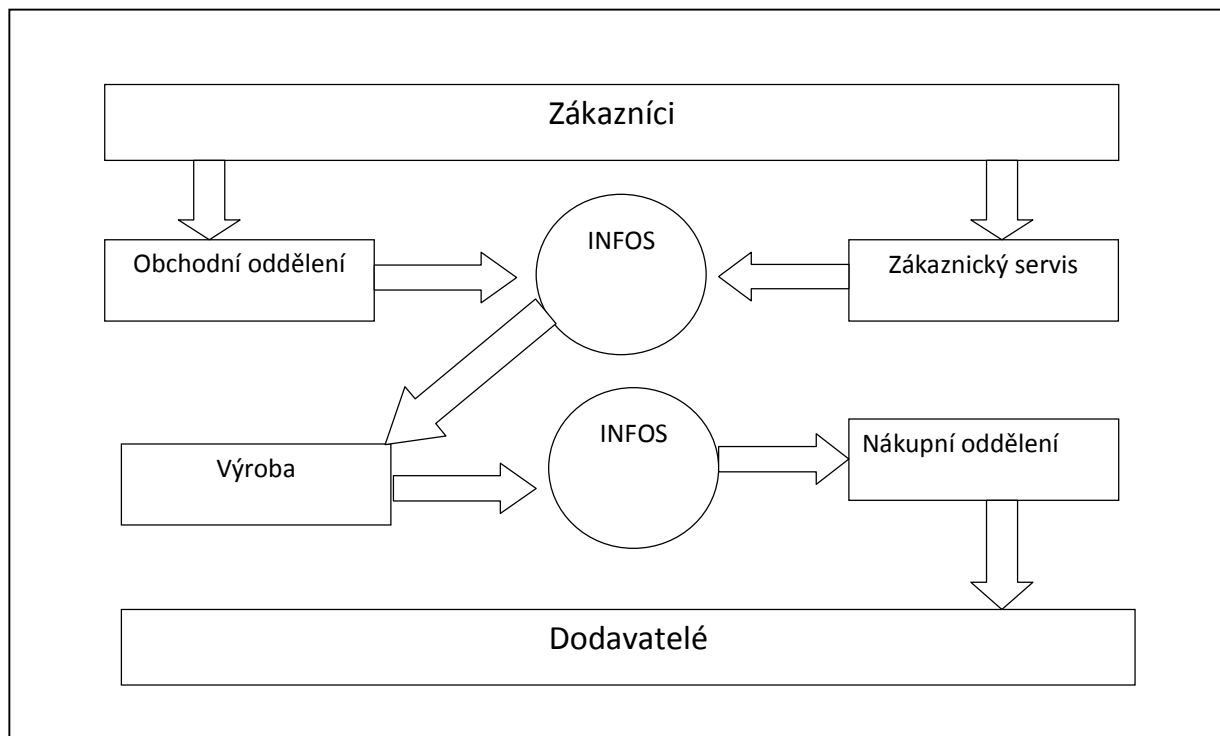 Zákazníci
Obchodní oddělení
INFOS
Zákaznický servis
Výroba
INFOS
Nákupní oddělení
Dodavatelé